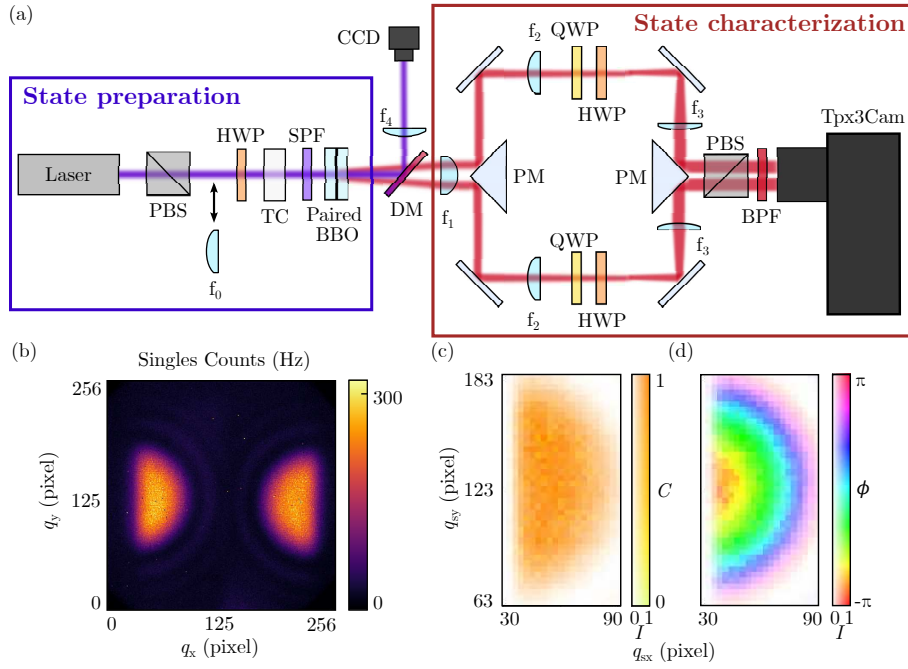 (a)
State preparation
State characterization
CCD
f₄
HWP
SPF
Laser
PBS
TC
Paired
BBO
DM
f₀
f₁
f₂
QWP
HWP
f₃
PM
PM
PBS
BPF
Tpx3Cam
QWP
f₂
HWP
f₃
(b)
Singles Counts (Hz)
256
125
0
qᵧ (pixel)
0
125
256
qₓ (pixel)
300
0
(c)
183
123
63
q_sy (pixel)
30
90
1
C
0
0 1
I
(d)
30
90
π
ϕ
-π
0 1
I
q_sx (pixel)